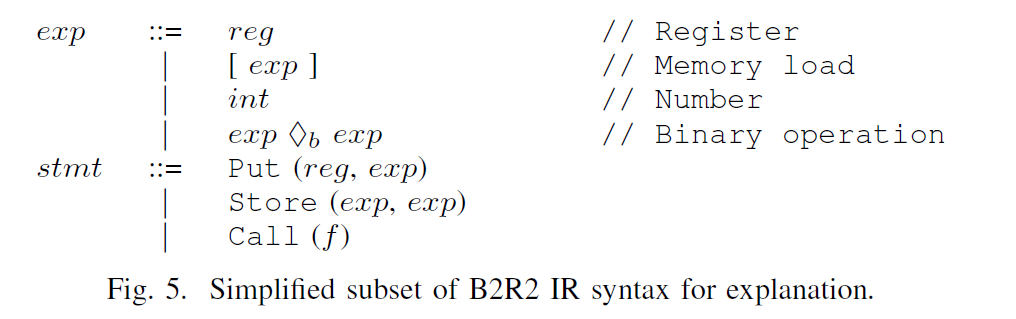 exp ::= reg // Register
| [ exp ] // Memory load
| int // Number
| exp ◊b exp // Binary operation
stmt ::= Put (reg, exp)
| Store (exp, exp)
| Call (f)
Fig. 5. Simplified subset of B2R2 IR syntax for explanation.